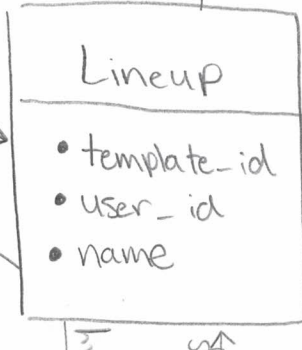 Lineup
• template_id
• user_id
• name